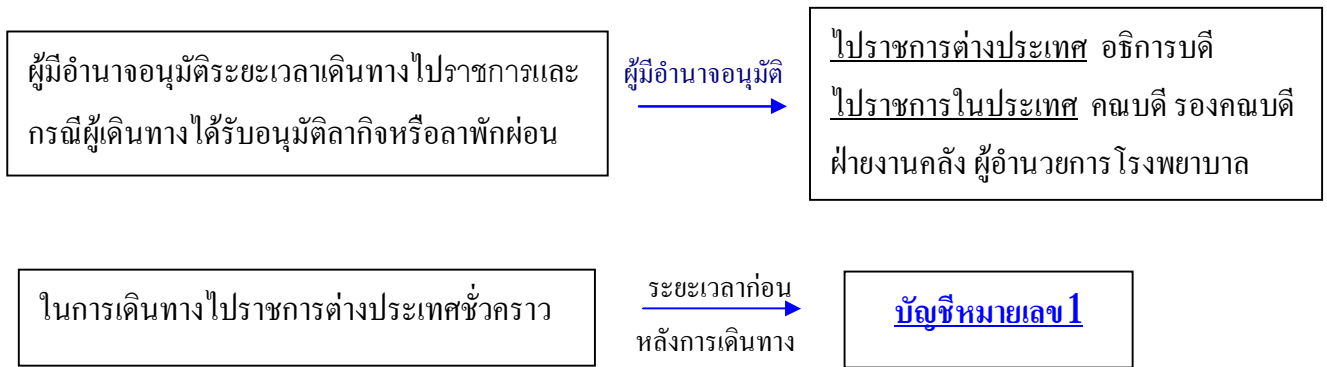 ผู้มีอำนาจอนุมัติระยะเวลาเดินทางไปราชการและ
กรณีผู้เดินทางได้รับอนุมัติลากิจหรือลาพักผ่อน
ผู้มีอำนาจอนุมัติ
ไปราชการต่างประเทศ อธิการบดี
ไปราชการในประเทศ คณบดี รองคณบดี
ฝ่ายงานคลัง ผู้อำนวยการโรงพยาบาล
ในการเดินทางไปราชการต่างประเทศชั่วคราว
ระยะเวลาก่อน
หลังการเดินทาง
บัญชีหมายเลข1